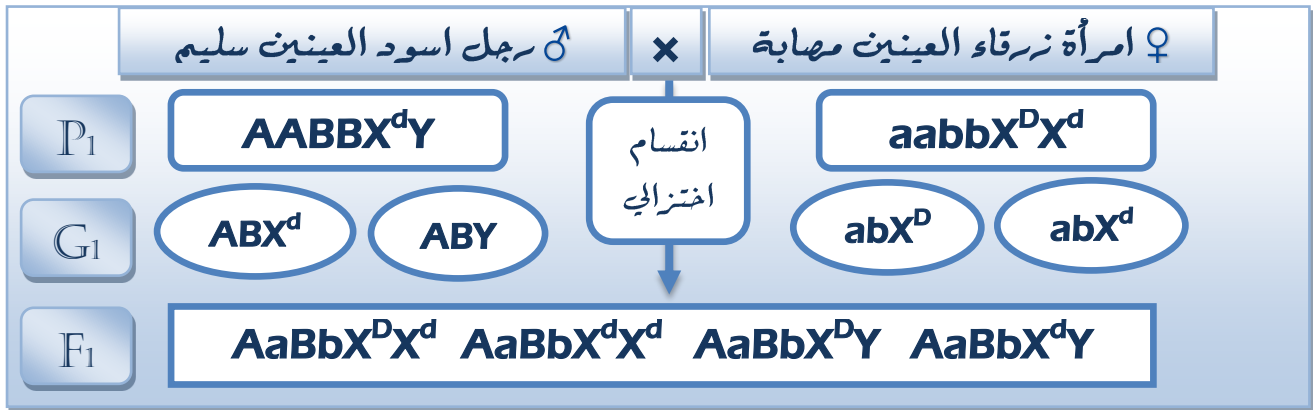 ♀ امرأة زرقاء العينين مصابة × ♂ رجل اسود العينين سليم
P1 AABBXᵈY aabbXᴰXᵈ
انقسام
اختزالي
G1 ABXᵈ ABY abXᴰ abXᵈ
F1 AaBbXᴰXᵈ AaBbXᵈXᵈ AaBbXᴰY AaBbXᵈY